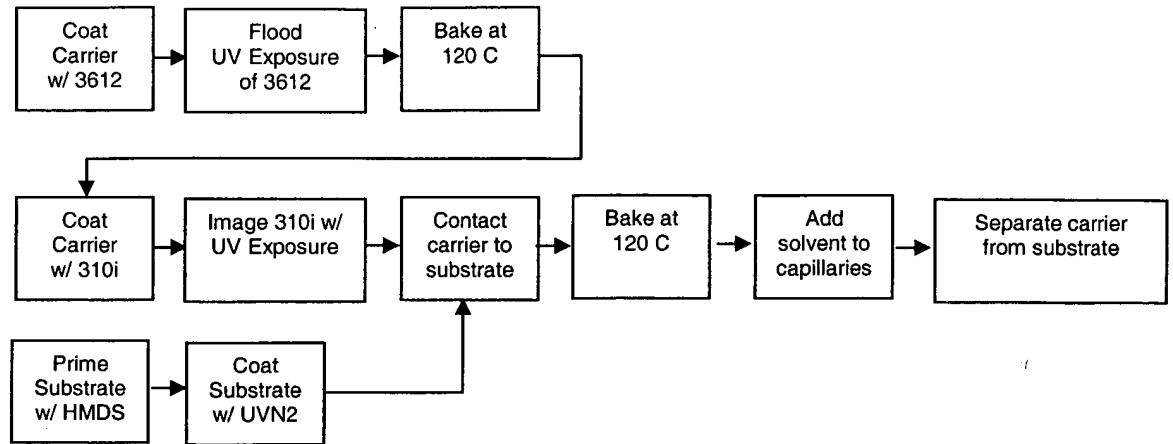 Coat
Carrier
w/ 3612
Flood
UV Exposure
of 3612
Bake at
120 C
Coat
Carrier
w/ 310i
Image 310i w/
UV Exposure
Contact
carrier to
substrate
Bake at
120 C
Add
solvent to
capillaries
Separate carrier
from substrate
Prime
Substrate
w/ HMDS
Coat
Substrate
w/ UVN2